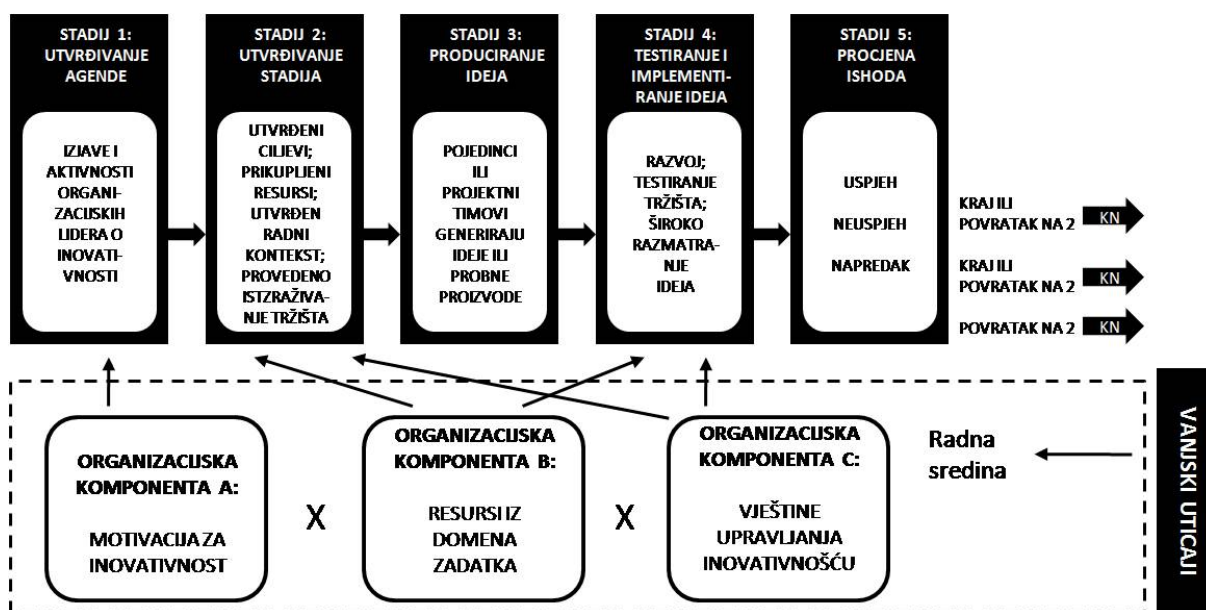 STADIJ 1:
UTVRĐIVANJE
AGENDE
IZJAVE I
AKTIVNOSTI
ORGANI-
ZACIJSKIH
LIDERA O
INOVATI-
VNOSTI
STADIJ 2:
UTVRĐIVANJE
STADIJA
UTVRĐENI
CILJEVI;
PRIKUPLJENI
RESURSI;
UTVRĐEN
RADNI
KONTEKST;
PROVEDENO
ISTZRAŽIVA-
NJE TRŽIŠTA
STADIJ 3:
PRODUCIRANJE
IDEJA
POJEDINCI
ILI
PROJEKTNI
TIMOVI
GENERIRAJU
IDEJE ILI
PROBNE
PROIZVODE
STADIJ 4:
TESTIRANJE I
IMPLEMENTI-
RANJE IDEJA
RAZVOJ;
TESTIRANJE
TRŽIŠTA;
ŠIROKO
RAZMATRA-
NJE
IDEJA
STADIJ 5:
PROCJENA
ISHODA
USPJEH
NEUSPJEH
NAPREDAK
KRAJ ILI
POVRATAK NA 2
KN
KRAJ ILI
POVRATAK NA 2
KN
POVRATAK NA 2
KN
ORGANIZACIJSKA
KOMPONENTA A:
MOTIVACIJA ZA
INOVATIVNOST
X
ORGANIZACIJSKA
KOMPONENTA B:
RESURSI IZ
DOMENA
ZADATKA
X
ORGANIZACIJSKA
KOMPONENTA C:
VJEŠTINE
UPRAVLJANJA
INOVATIVNOŠĆU
Radna
sredina
VANJSKI UTICAJI